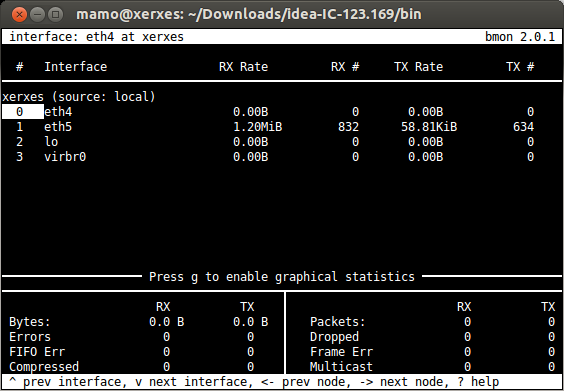 mamo@xerxes: ~/Downloads/idea-IC-123.169/bin
interface: eth4 at xerxes bmon 2.0.1
# Interface RX Rate RX # TX Rate TX #
xerxes (source: local)
0 eth4 0.00B 0 0.00B 0
1 eth5 1.20MiB 832 58.81KiB 634
2 lo 0.00B 0 0.00B 0
3 virbr0 0.00B 0 0.00B 0
Press g to enable graphical statistics
RX TX RX TX
Bytes: 0.0 B 0.0 B Packets: 0 0
Errors 0 0 Dropped 0 0
FIFO Err 0 0 Frame Err 0 0
Compressed 0 0 Multicast 0 0
^ prev interface, v next interface, <- prev node, -> next node, ? help